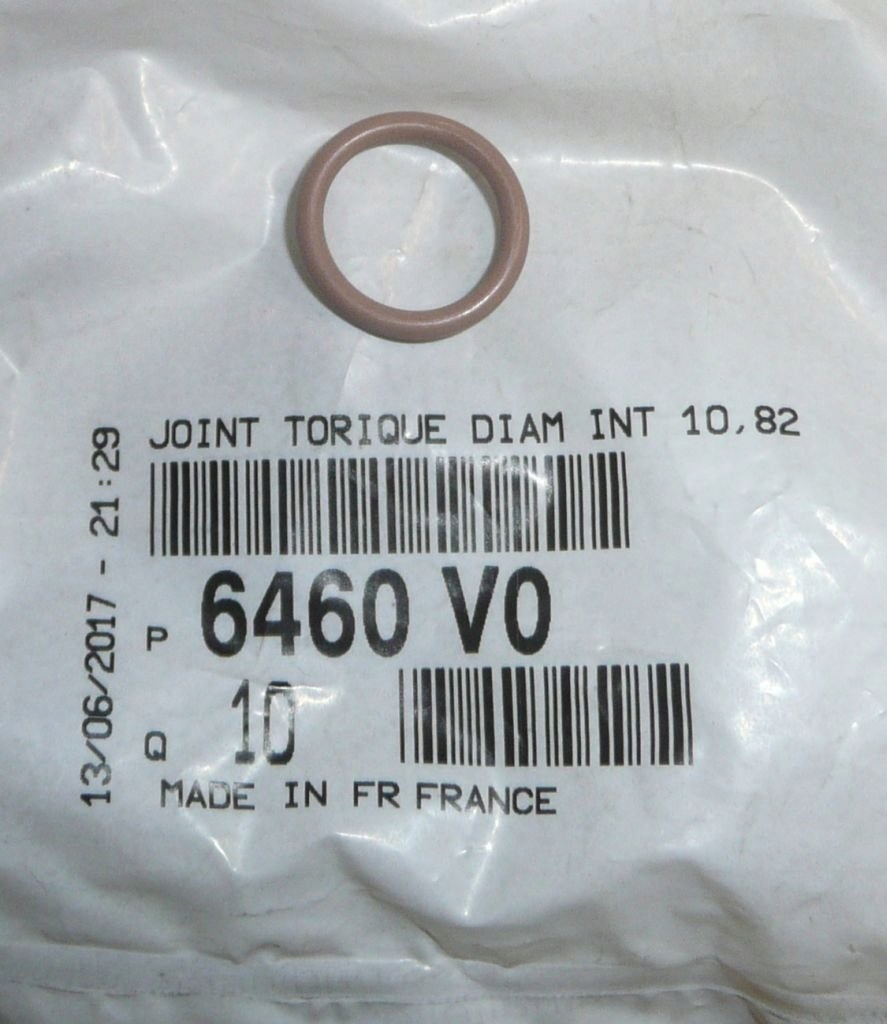 JOINT TORIQUE DIAM INT 10,82
13/06/2017 - 21:29
P 6460 V0
Q 10
MADE IN FR FRANCE